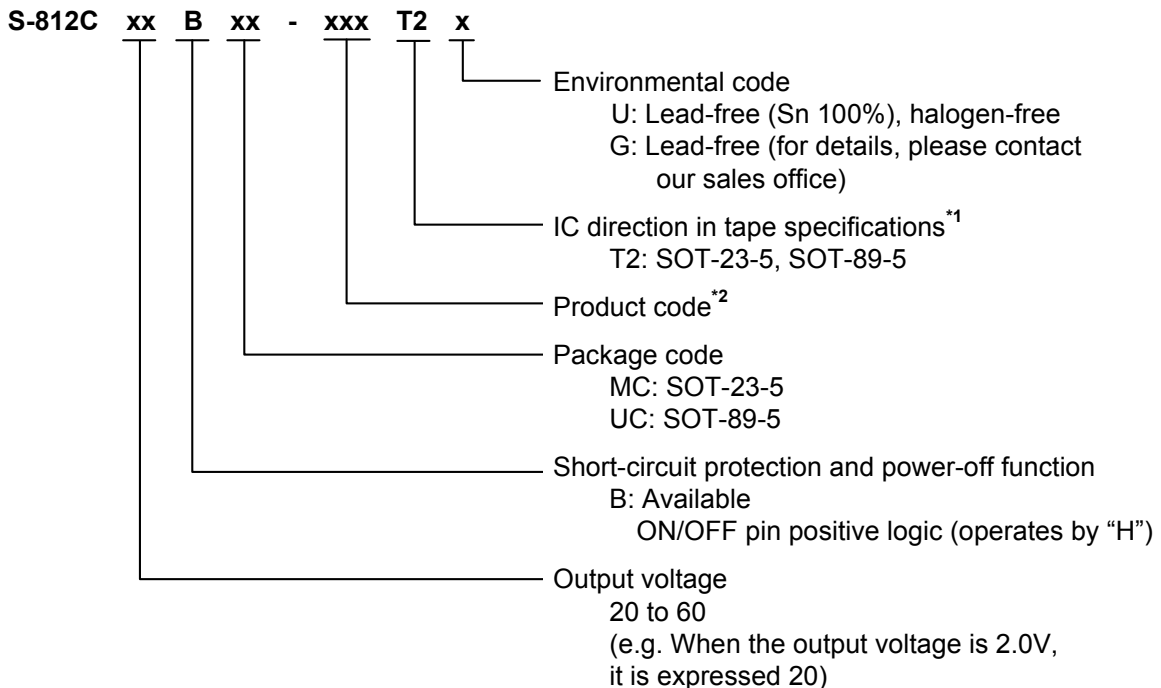 S-812C xx B xx - xxx T2 x
Environmental code
U: Lead-free (Sn 100%), halogen-free
G: Lead-free (for details, please contact
our sales office)
IC direction in tape specifications*1
T2: SOT-23-5, SOT-89-5
Product code*2
Package code
MC: SOT-23-5
UC: SOT-89-5
Short-circuit protection and power-off function
B: Available
ON/OFF pin positive logic (operates by “H”)
Output voltage
20 to 60
(e.g. When the output voltage is 2.0V,
it is expressed 20)